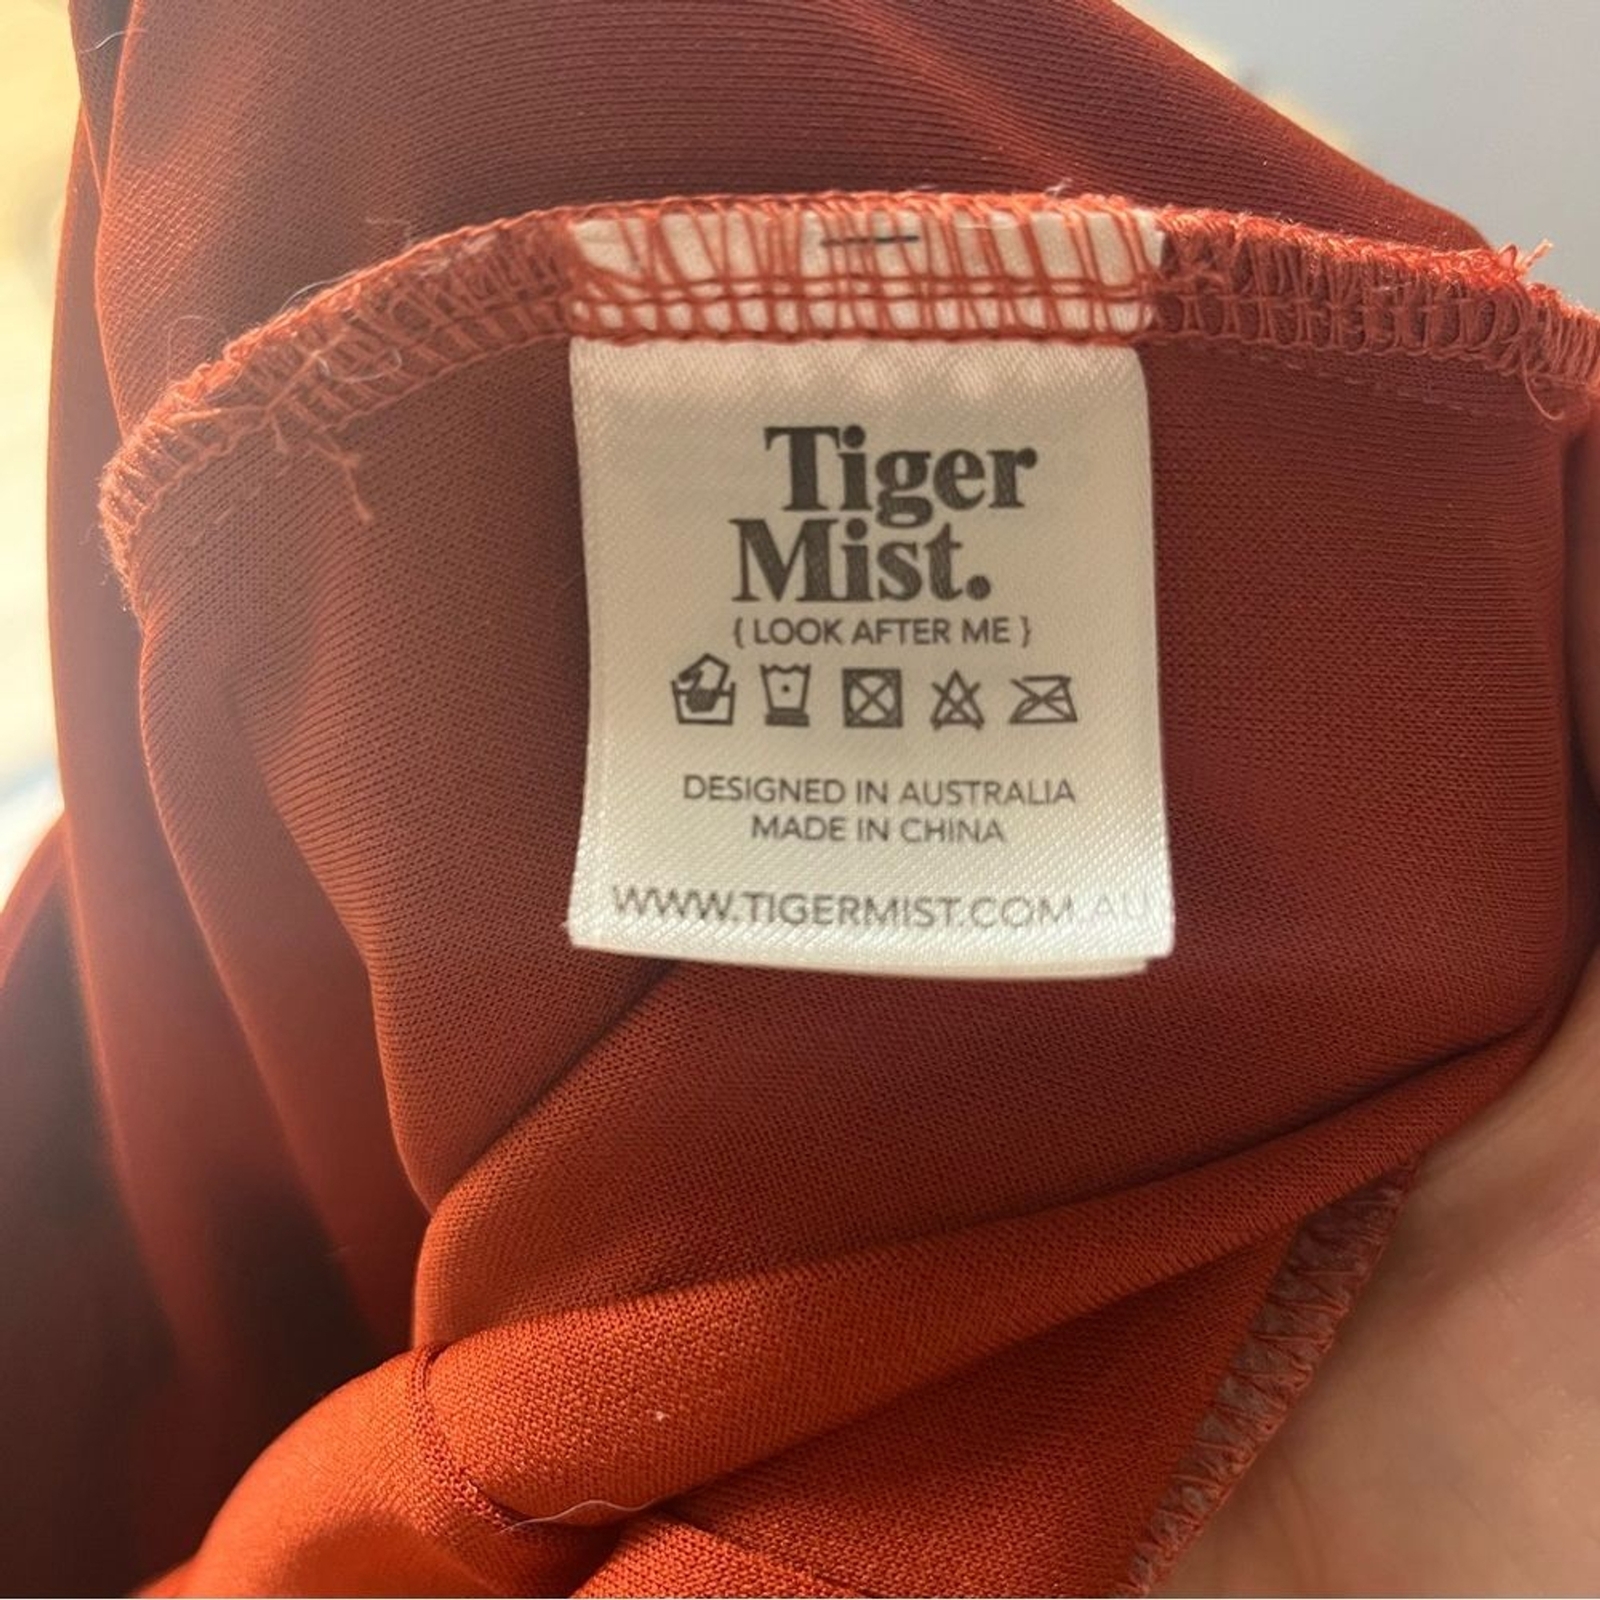 Tiger
Mist.
{ LOOK AFTER ME }
DESIGNED IN AUSTRALIA
MADE IN CHINA
WWW.TIGERMIST.COM.AU